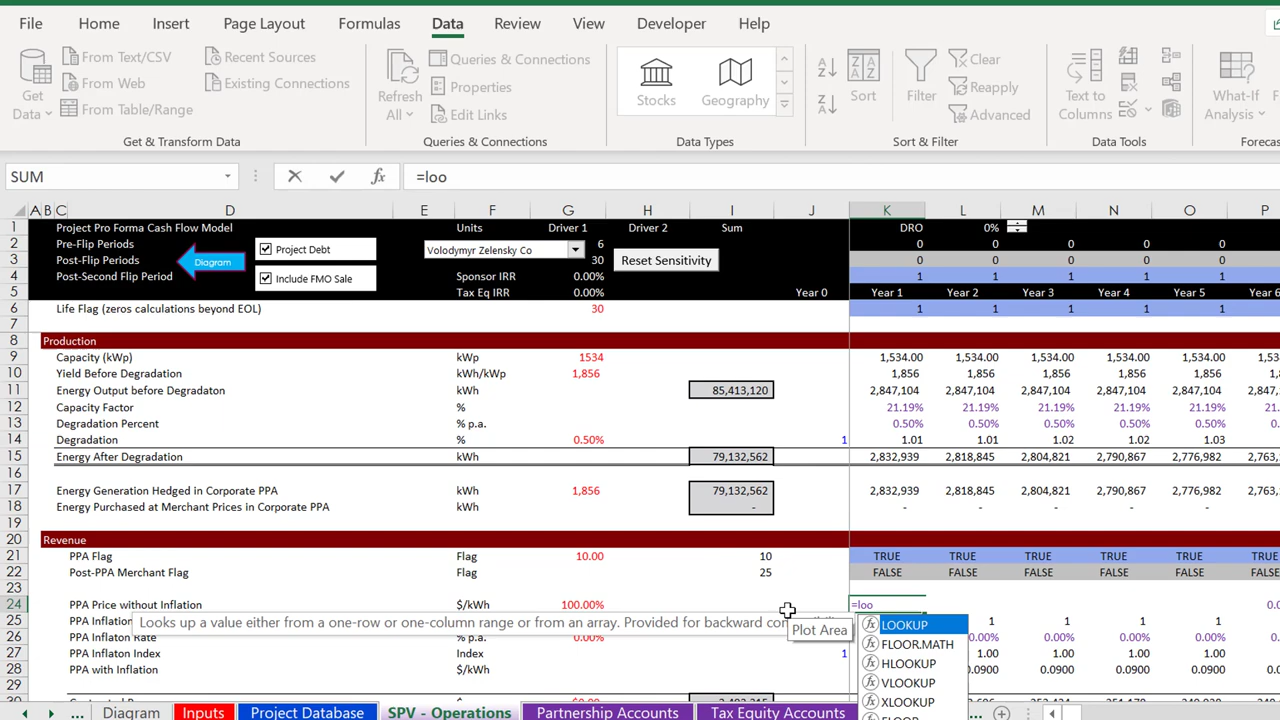 File Home Insert Page Layout Formulas Data Review View Developer Help
Get Data
From Text/CSV
From Web
From Table/Range
Recent Sources
Existing Connections
Get & Transform Data
Refresh All
Queries & Connections
Properties
Edit Links
Queries & Connections
Stocks Geography
Data Types
Sort Filter
Clear
Reapply
Advanced
Sort & Filter
Text to Columns
Data Tools
What-If Analysis
SUM =loo
A B C D E F G H I J K L M N O P
1 Project Pro Forma Cash Flow Model Units Driver 1 Driver 2 Sum DRO 0%
2 Pre-Flip Periods Project Debt Volodymyr Zelensky Co 6 0 0 0 0 0
3 Post-Flip Periods Diagram 30 Reset Sensitivity 0 0 0 0 0
4 Post-Second Flip Period Include FMO Sale Sponsor IRR 0.00% 1 1 1 1 1
5 Tax Eq IRR 0.00% Year 0 Year 1 Year 2 Year 3 Year 4 Year 5 Year 6
6 Life Flag (zeros calculations beyond EOL) 30 1 1 1 1 1
7
8 Production
9 Capacity (kWp) kWp 1534 1,534.00 1,534.00 1,534.00 1,534.00 1,534.00
10 Yield Before Degradation kWh/kWp 1,856 1,856 1,856 1,856 1,856 1,856
11 Energy Output before Degradaton kWh 85,413,120 2,847,104 2,847,104 2,847,104 2,847,104 2,847,104
12 Capacity Factor % 21.19% 21.19% 21.19% 21.19% 21.19%
13 Degradation Percent % p.a. 0.50% 0.50% 0.50% 0.50% 0.50%
14 Degradation % 0.50% 1 1.01 1.01 1.02 1.02 1.03
15 Energy After Degradation kWh 79,132,562 2,832,939 2,818,845 2,804,821 2,790,867 2,776,982 2,763,
16
17 Energy Generation Hedged in Corporate PPA kWh 1,856 79,132,562 2,832,939 2,818,845 2,804,821 2,790,867 2,776,982 2,763,
18 Energy Purchased at Merchant Prices in Corporate PPA kWh - - - - - -
19
20 Revenue
21 PPA Flag Flag 10.00 10 TRUE TRUE TRUE TRUE TRUE
22 Post-PPA Merchant Flag Flag 25 FALSE FALSE FALSE FALSE FALSE
23
24 PPA Price without Inflation $/kWh 100.00% =loo
25 PPA Inflation 1 1 1 1
Looks up a value either from a one-row or one-column range or from an array. Provided for backward
Plot Area
LOOKUP
FLOOR.MATH
HLOOKUP
VLOOKUP
XLOOKUP
26 PPA Inflaton Rate % p.a. 0.00% 0.00% 0.00% 0.00% 0.00%
27 PPA Inflaton Index Index 1 1.00 1.00 1.00 1.00
28 PPA with Inflation $/kWh 0.0900 0.0900 0.0900 0.0900
29
Diagram Inputs Project Database SPV - Operations Partnership Accounts Tax Equity Accounts